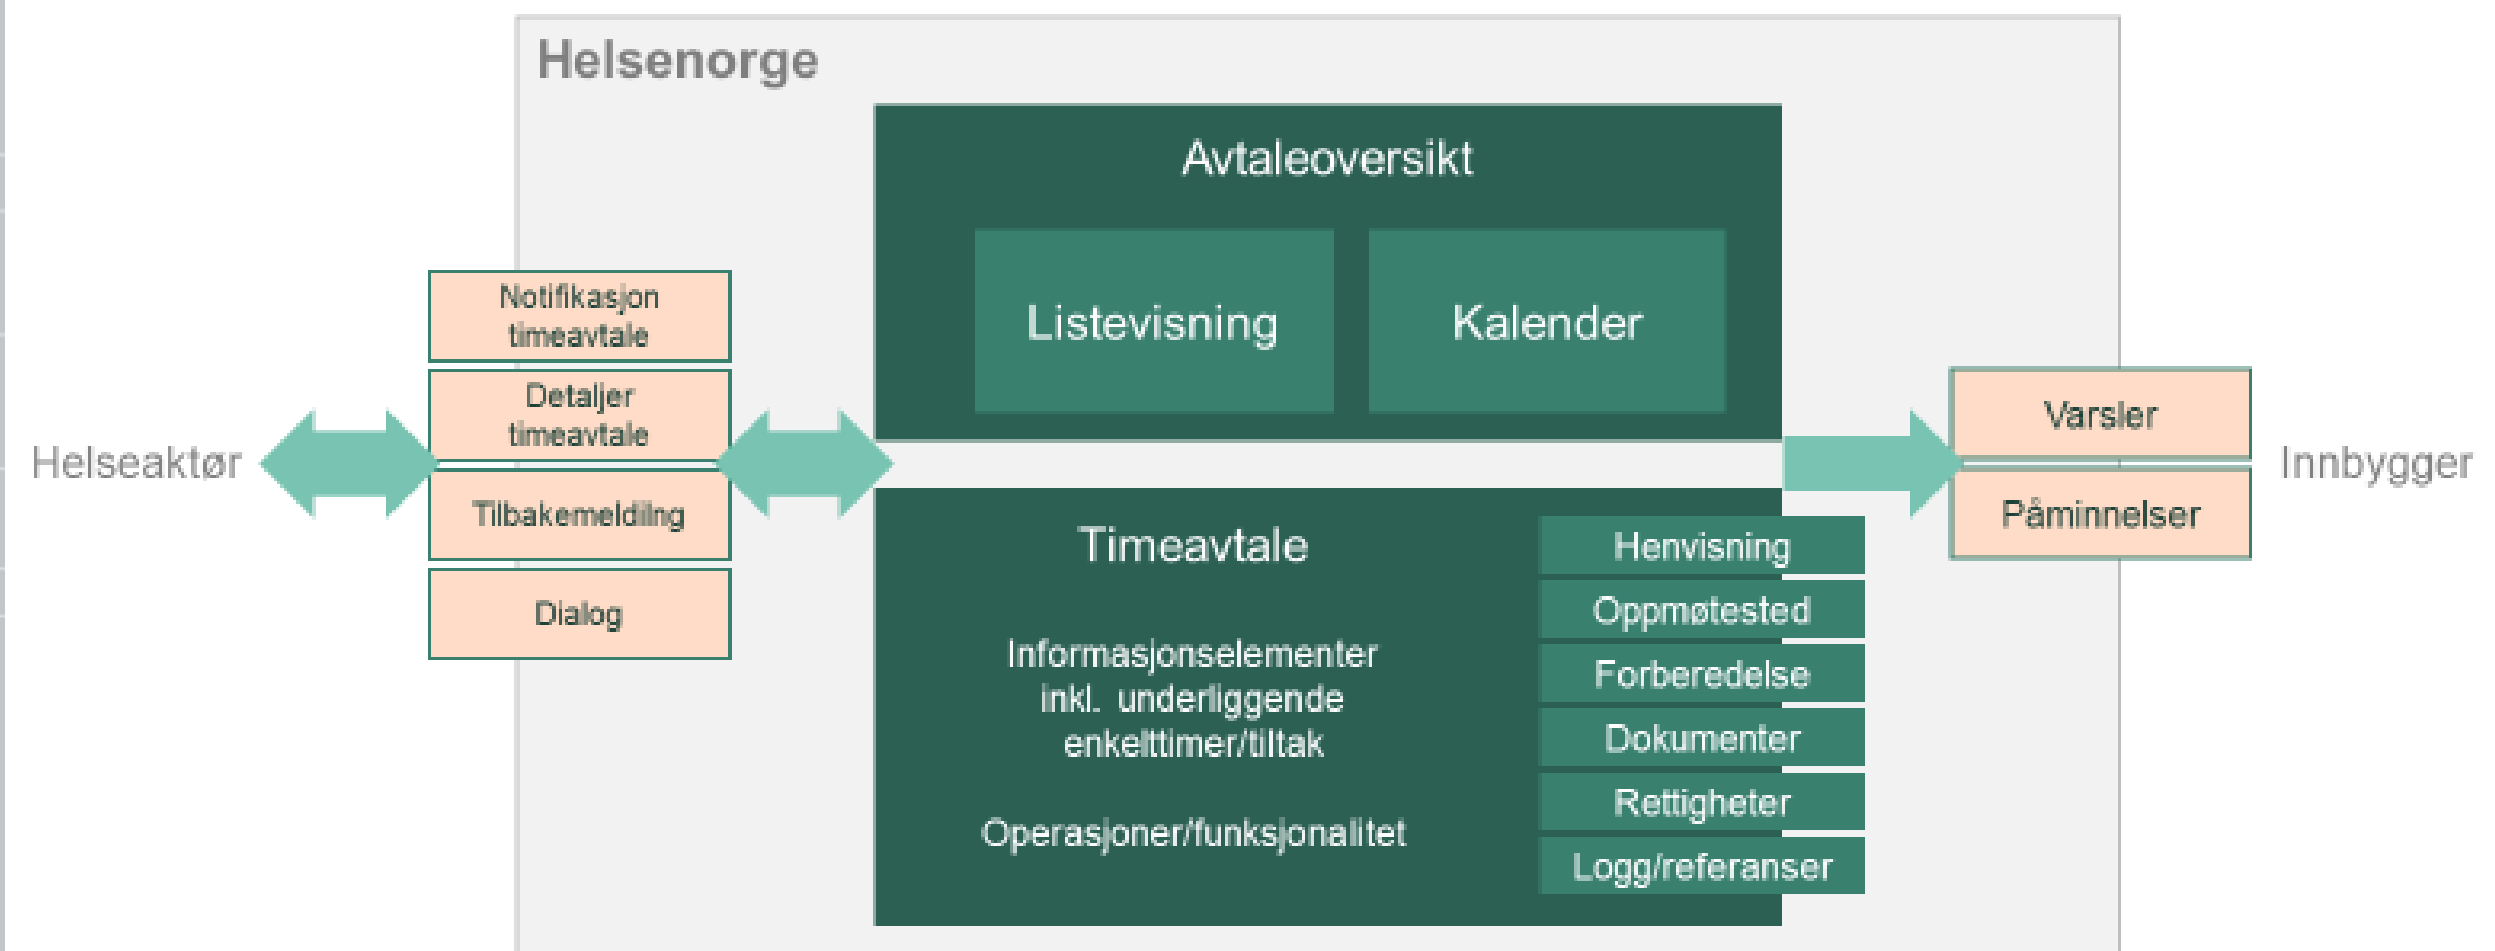 Helsenorge
Avtaleoversikt
Listevisning
Kalender
Notifikasjon
timeavtale
Detaljer
timeavtale
Tilbakemeldiing
Dialog
Helseaktør
Varsler
Påminnelser
Innbygger
Timeavtale
Informasjonselementer
inkl. underliggende
enkelttimer/tiltak
Operasjoner/funksjonalitet
Henvisning
Oppmøtested
Forberedelse
Dokumenter
Rettigheter
Logg/referanser